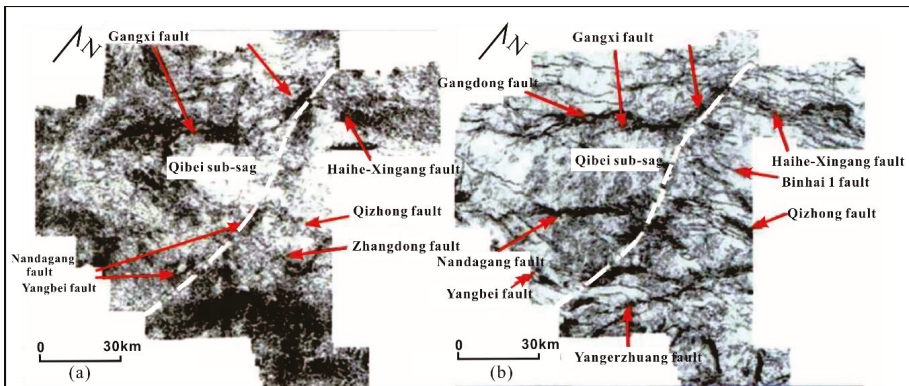 N
Gangxi fault
Qibei sub-sag
Haihe-Xingang fault
Qizhong fault
Zhangdong fault
Nandagang
fault
Yangbei fault
0 30km
(a)
N
Gangxi fault
Gangdong fault
Qibei sub-sag
Haihe-Xingang fault
Binhai 1 fault
Qizhong fault
Nandagang fault
Yangbei fault
Yangerzhuang fault
0 30km
(b)